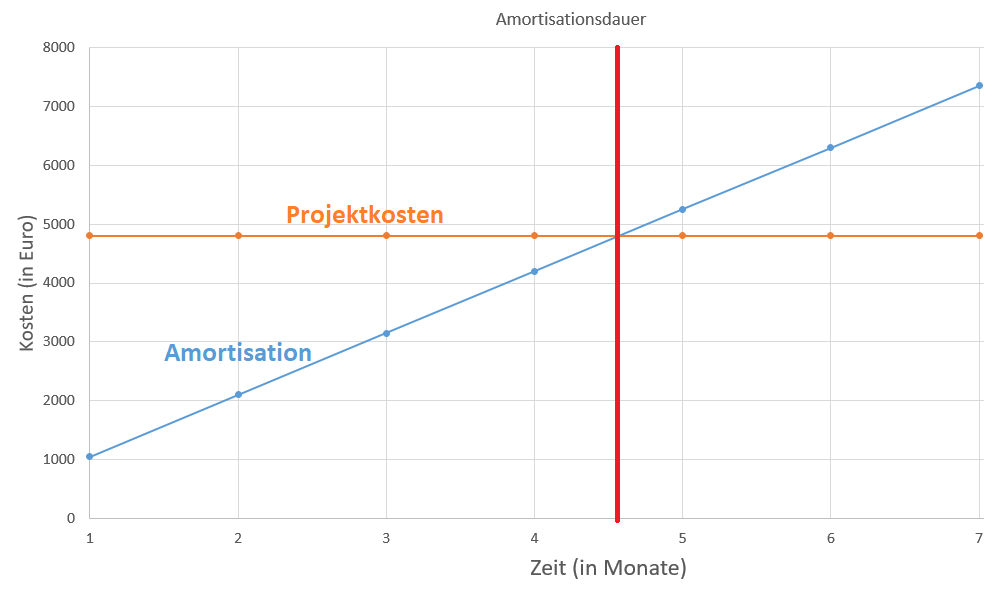 Amortisationsdauer
8000
7000
6000
5000
4000
3000
2000
1000
0
Kosten (in Euro)
Projektkosten
Amortisation
1 2 3 4 5 6 7
Zeit (in Monate)